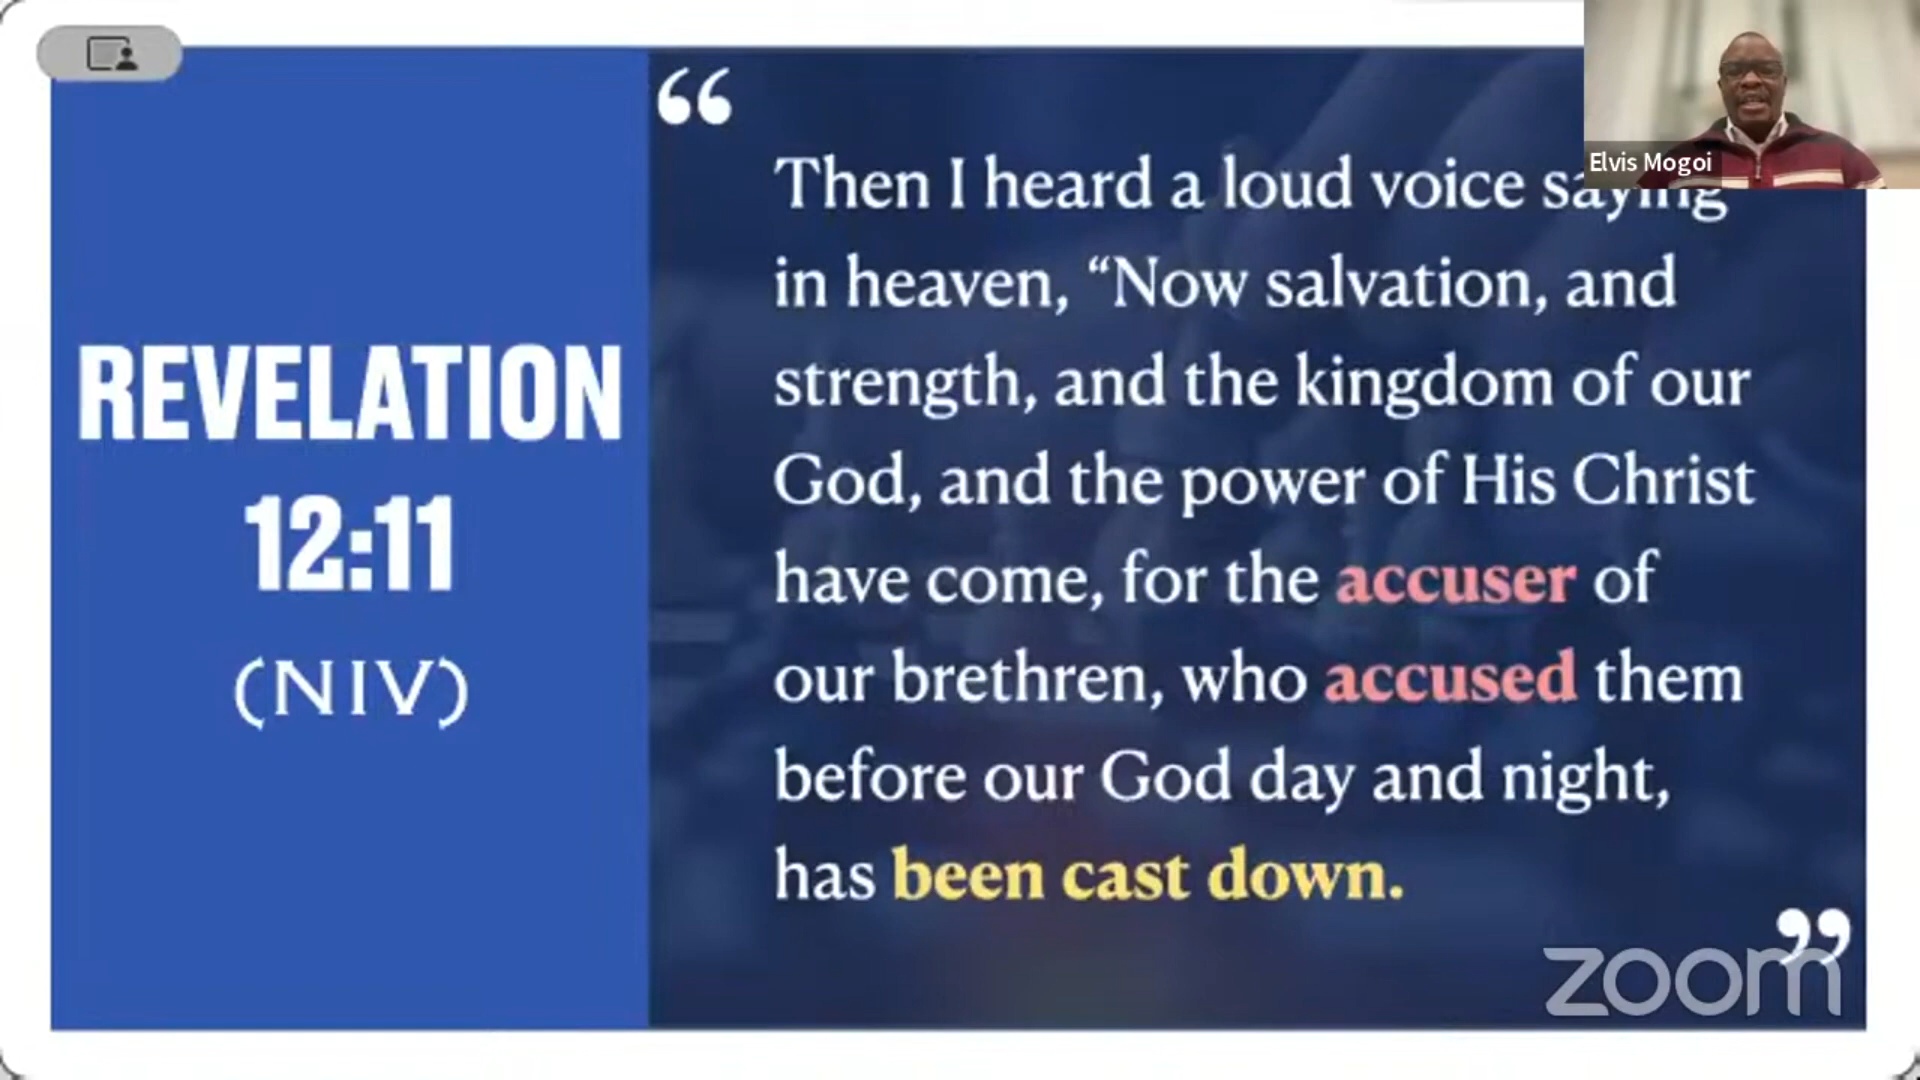 REVELATION
12:11
(NIV)
“
Then I heard a loud voice saying
in heaven, “Now salvation, and
strength, and the kingdom of our
God, and the power of His Christ
have come, for the accuser of
our brethren, who accused them
before our God day and night,
has been cast down.
”
Elvis Mogoi
zoom